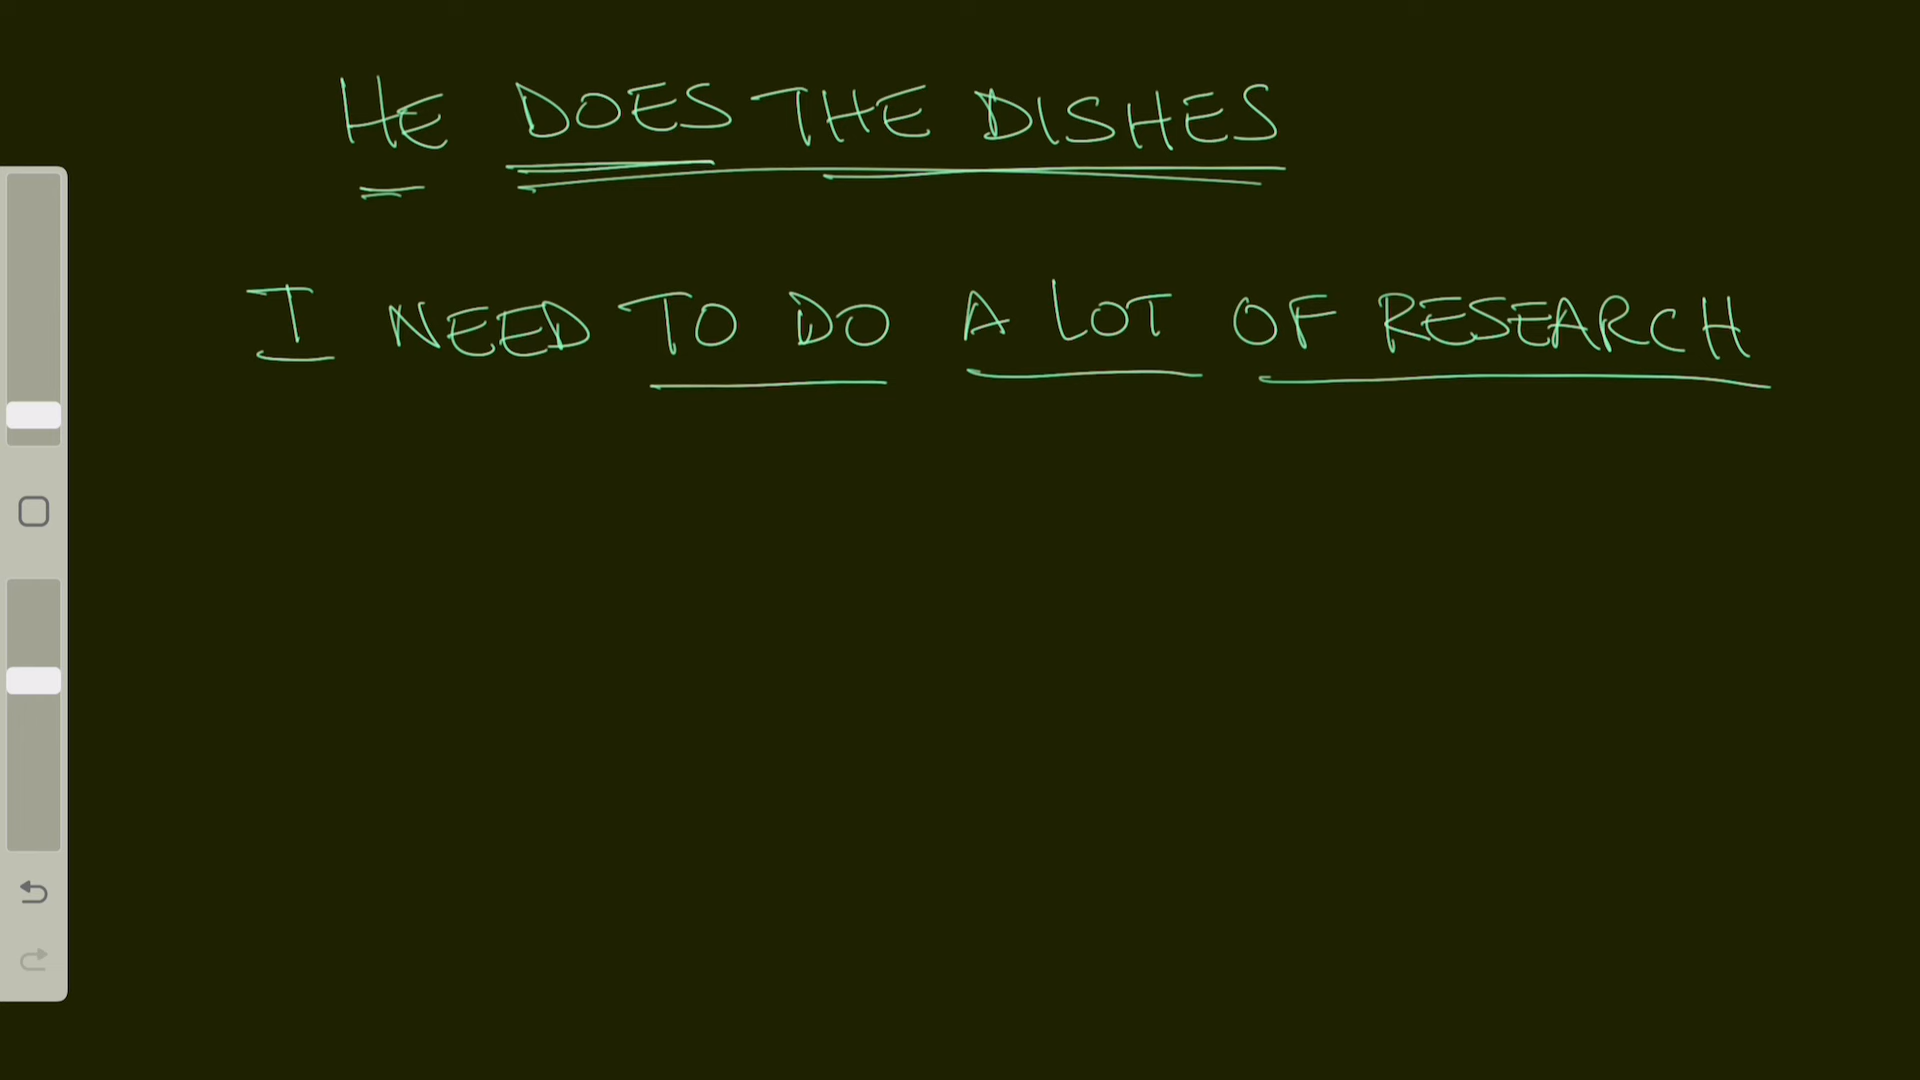 HE DOES THE DISHES
I NEED TO DO A LOT OF RESEARCH